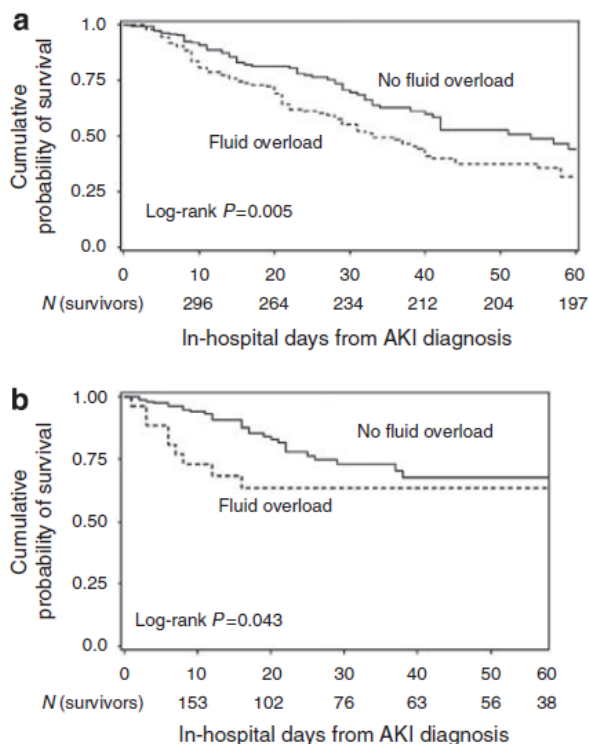 a
Cumulative
probability of survival
1.0
0.75
0.50
0.25
0.0
No fluid overload
Fluid overload
Log-rank P=0.005
0 10 20 30 40 50 60
N (survivors) 296 264 234 212 204 197
In-hospital days from AKI diagnosis
b
Cumulative
probability of survival
1.00
0.75
0.50
0.25
0.0
No fluid overload
Fluid overload
Log-rank P=0.043
0 10 20 30 40 50 60
N (survivors) 153 102 76 63 56 38
In-hospital days from AKI diagnosis